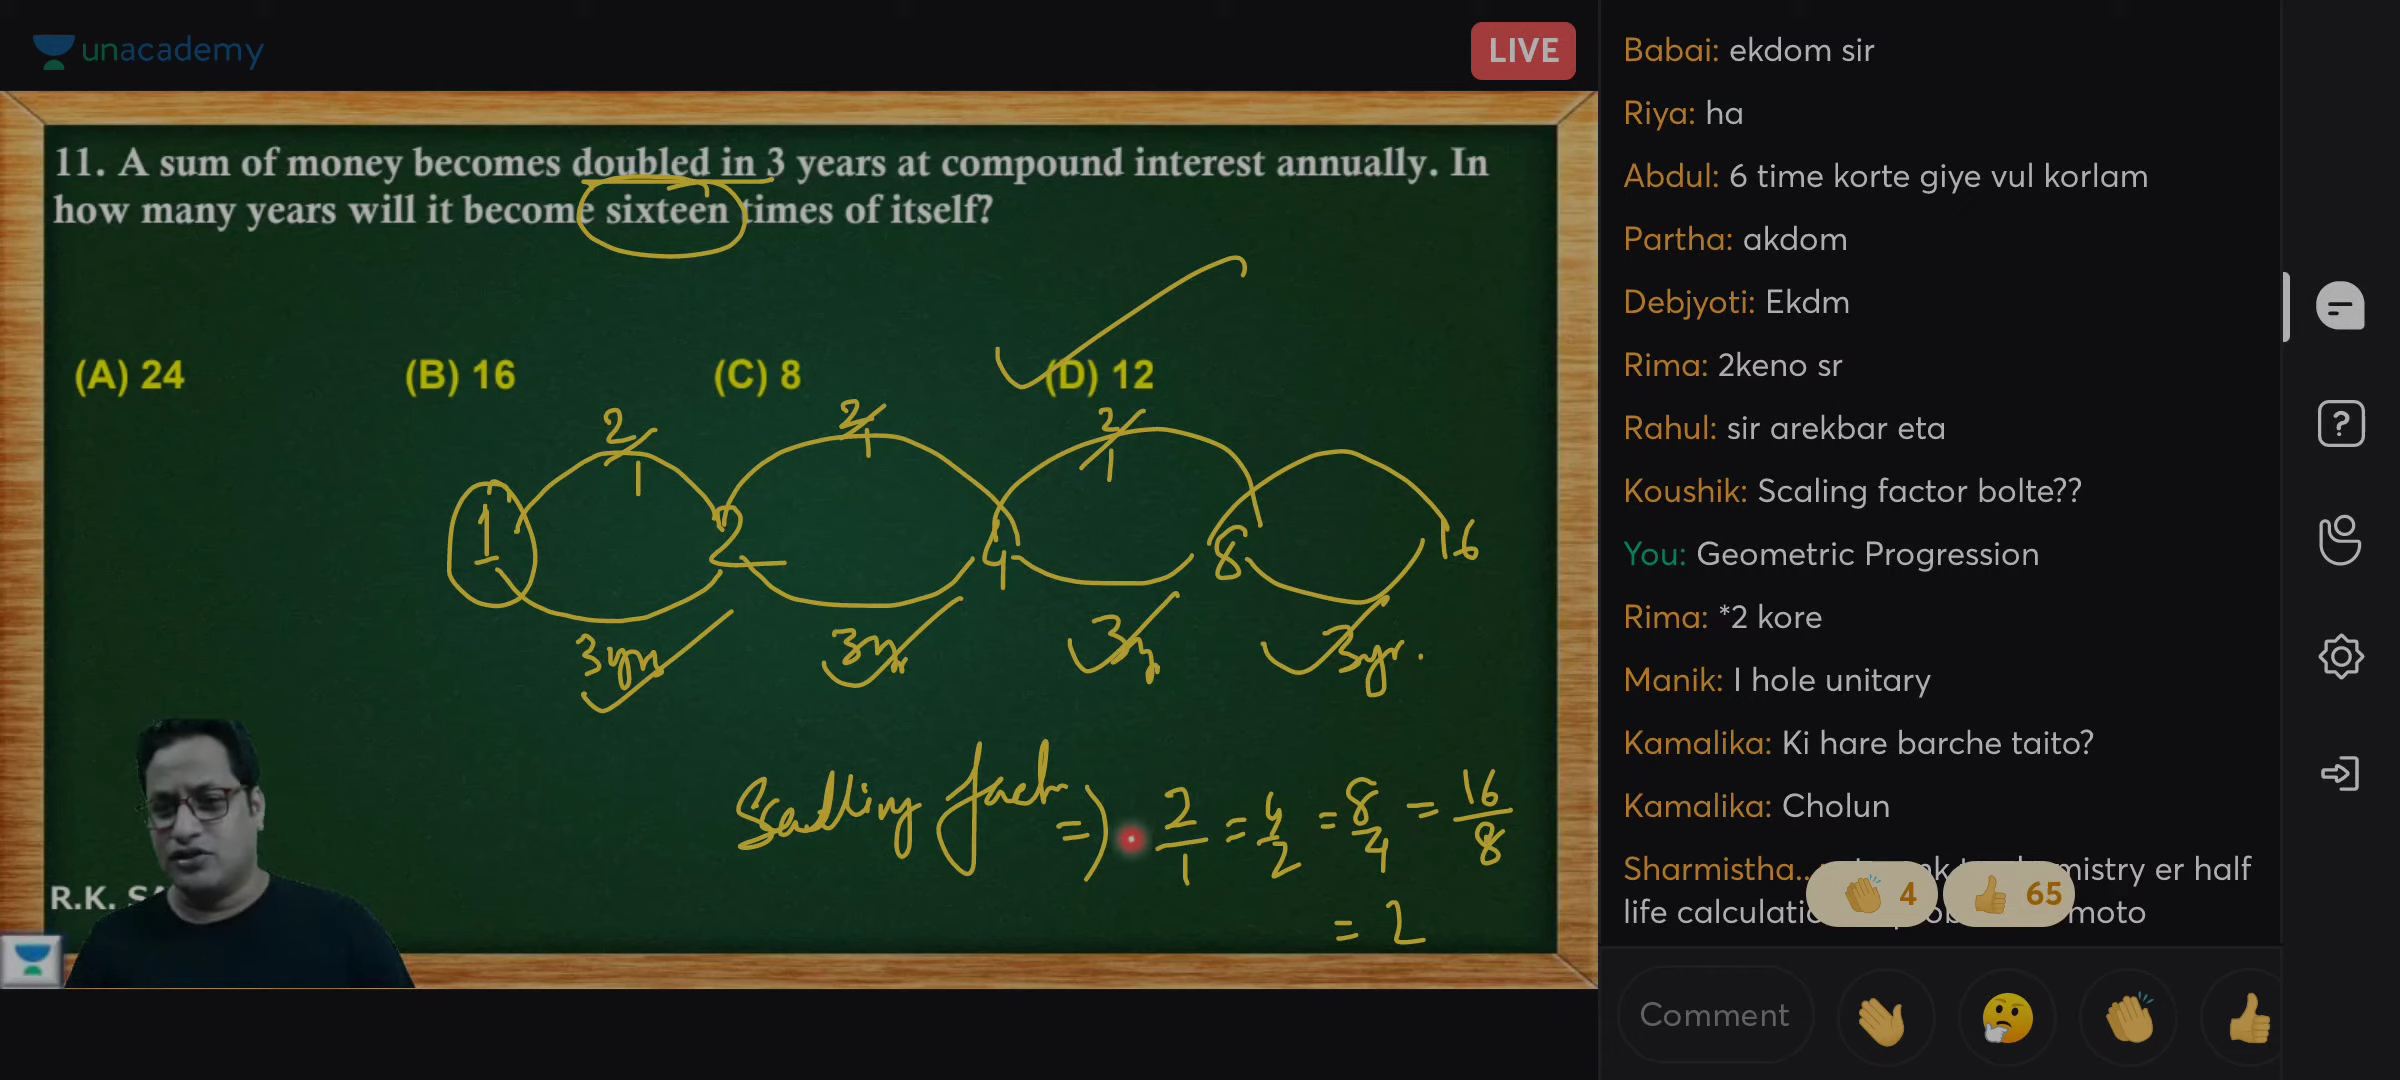 unacademy
LIVE
11. A sum of money becomes doubled in 3 years at compound interest annually. In
how many years will it become sixteen times of itself?
(A) 24 (B) 16 (C) 8 (D) 12
2/1 2/1 2/1
1 2 4 8 16
3yr 3yr 3y 3yr.
Scalling factor => 2/1 = 4/2 = 8/4 = 16/8
= 2
R.K.
Babai: ekdom sir
Riya: ha
Abdul: 6 time korte giye vul korlam
Partha: akdom
Debjyoti: Ekdm
Rima: 2keno sr
Rahul: sir arekbar eta
Koushik: Scaling factor bolte??
You: Geometric Progression
Rima: *2 kore
Manik: I hole unitary
Kamalika: Ki hare barche taito?
Kamalika: Cholun
Sharmistha.. er half
life moto
4 65
Comment